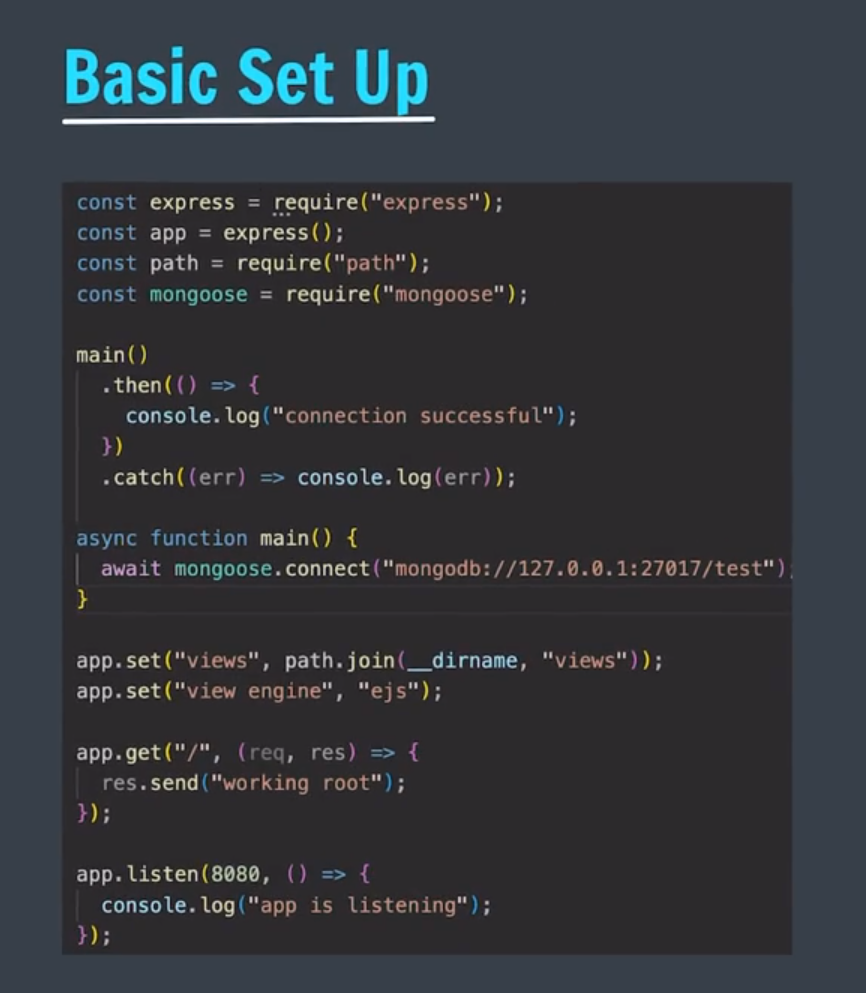 Basic Set Up
const express = require("express");
const app = express();
const path = require("path");
const mongoose = require("mongoose");
main()
.then(() => {
console.log("connection successful");
})
.catch((err) => console.log(err));
async function main() {
await mongoose.connect("mongodb://127.0.0.1:27017/test");
}
app.set("views", path.join(__dirname, "views"));
app.set("view engine", "ejs");
app.get("/", (req, res) => {
res.send("working root");
});
app.listen(8080, () => {
console.log("app is listening");
});